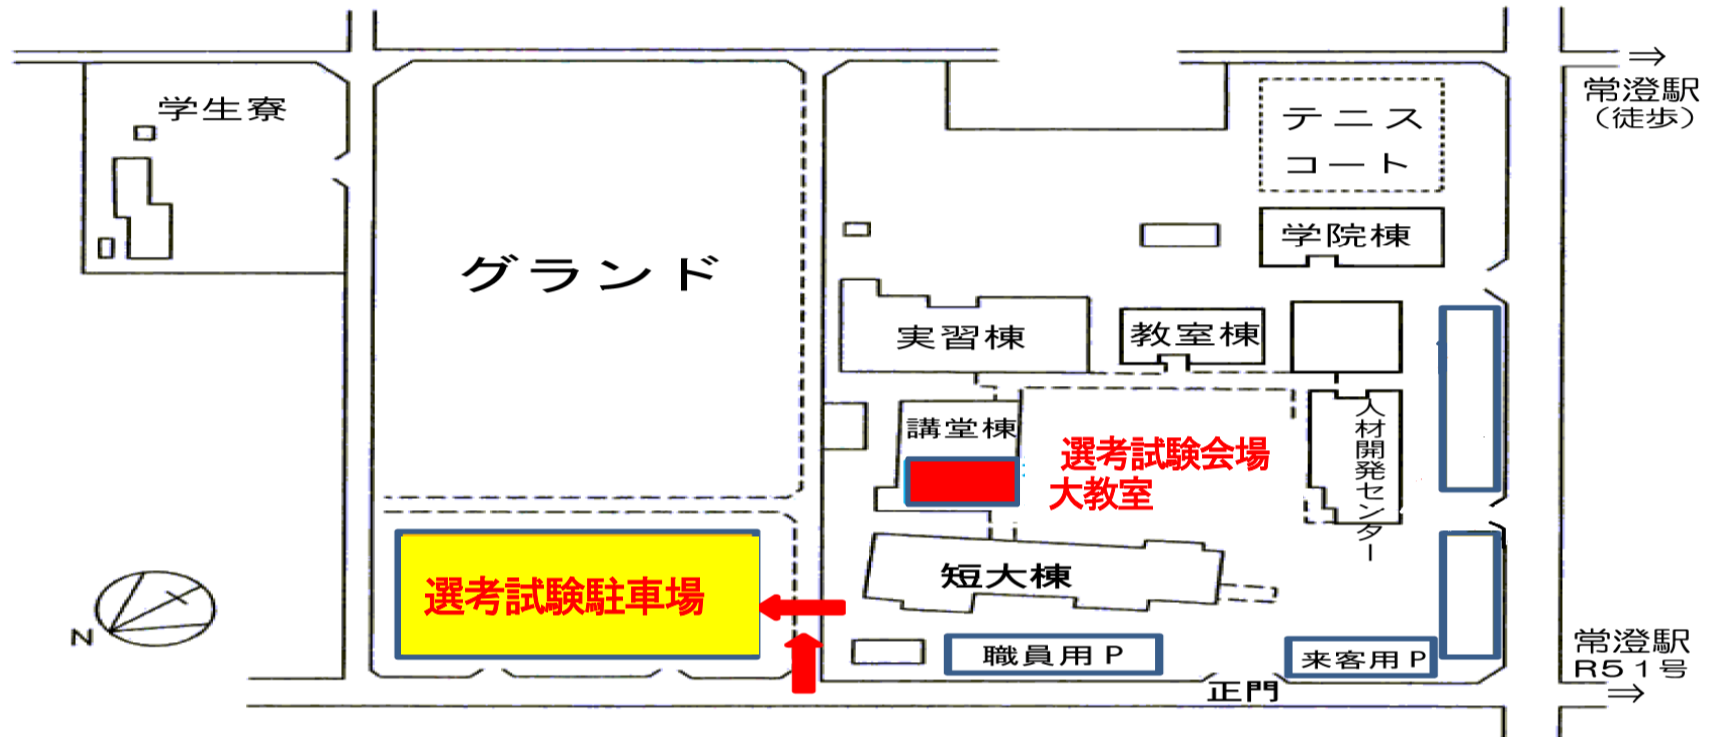 ⇒
常澄駅
（徒歩）
学生寮
テニス
コート
学院棟
グランド
実習棟
教室棟
講堂棟
人材開発センター
選考試験会場
大教室
短大棟
選考試験駐車場
N
職員用P
来客用P
正門
常澄駅
R51号
⇒